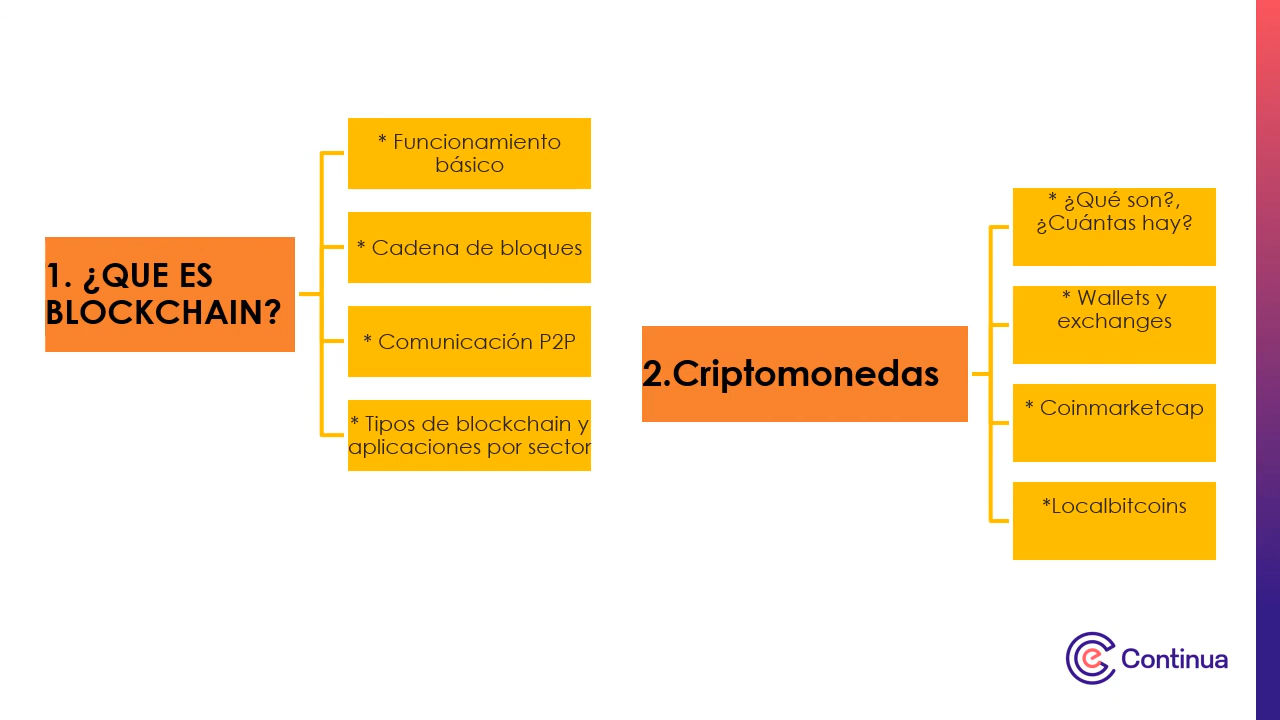 1. ¿QUE ES
BLOCKCHAIN?
* Funcionamiento
básico
* Cadena de bloques
* Comunicación P2P
* Tipos de blockchain y
aplicaciones por sector
2.Criptomonedas
* ¿Qué son?,
¿Cuántas hay?
* Wallets y
exchanges
* Coinmarketcap
*Localbitcoins
e Continua